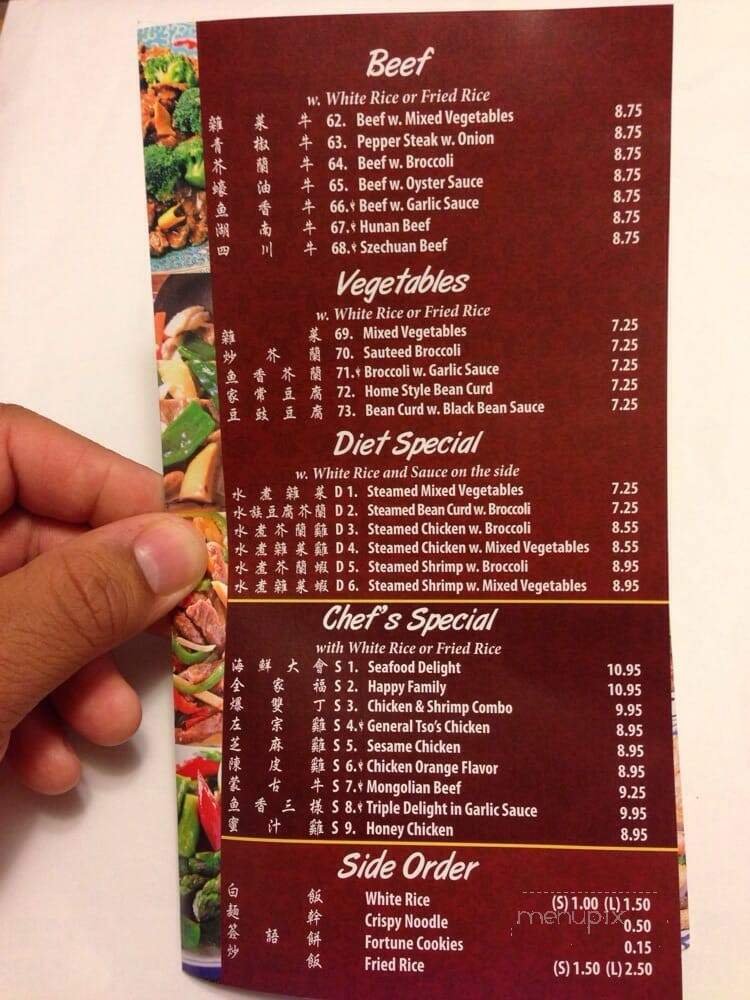 Beef
w. White Rice or Fried Rice
雜菜牛 62. Beef w. Mixed Vegetables 8.75
青椒牛 63. Pepper Steak w. Onion 8.75
芥蘭牛 64. Beef w. Broccoli 8.75
蠔油牛 65. Beef w. Oyster Sauce 8.75
魚香牛 66. Beef w. Garlic Sauce 8.75
湖南牛 67. Hunan Beef 8.75
四川牛 68. Szechuan Beef 8.75
Vegetables
w. White Rice or Fried Rice
雜菜 69. Mixed Vegetables 7.25
炒芥蘭 70. Sauteed Broccoli 7.25
魚香芥蘭 71. Broccoli w. Garlic Sauce 7.25
家常豆腐 72. Home Style Bean Curd 7.25
豆豉豆腐 73. Bean Curd w. Black Bean Sauce 7.25
Diet Special
w. White Rice and Sauce on the side
水煮雜菜 D 1. Steamed Mixed Vegetables 7.25
水族豆腐芥蘭 D 2. Steamed Bean Curd w. Broccoli 7.25
水煮芥蘭雞 D 3. Steamed Chicken w. Broccoli 8.55
水煮雜菜雞 D 4. Steamed Chicken w. Mixed Vegetables 8.55
水煮芥蘭蝦 D 5. Steamed Shrimp w. Broccoli 8.95
水煮雜菜蝦 D 6. Steamed Shrimp w. Mixed Vegetables 8.95
Chef's Special
with White Rice or Fried Rice
海鮮大會 S 1. Seafood Delight 10.95
全家福 S 2. Happy Family 10.95
爆雙丁 S 3. Chicken & Shrimp Combo 9.95
左宗雞 S 4. General Tso's Chicken 8.95
芝麻雞 S 5. Sesame Chicken 8.95
陳皮雞 S 6. Chicken Orange Flavor 8.95
蒙古牛 S 7. Mongolian Beef 9.25
魚香三樣 S 8. Triple Delight in Garlic Sauce 9.95
蜜汁雞 S 9. Honey Chicken 8.95
Side Order
白飯 White Rice (S) 1.00 (L) 1.50
麵幹 Crispy Noodle 0.50
签語餅 Fortune Cookies 0.15
炒飯 Fried Rice (S) 1.50 (L) 2.50
menupix